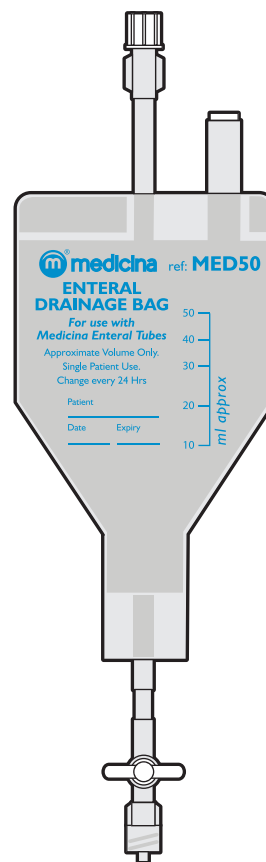 m® medicina ref: MED50
ENTERAL
DRAINAGE BAG
For use with
Medicina Enteral Tubes
Approximate Volume Only.
Single Patient Use.
Change every 24 Hrs
Patient
Date Expiry
50
40
30
20
10
ml approx